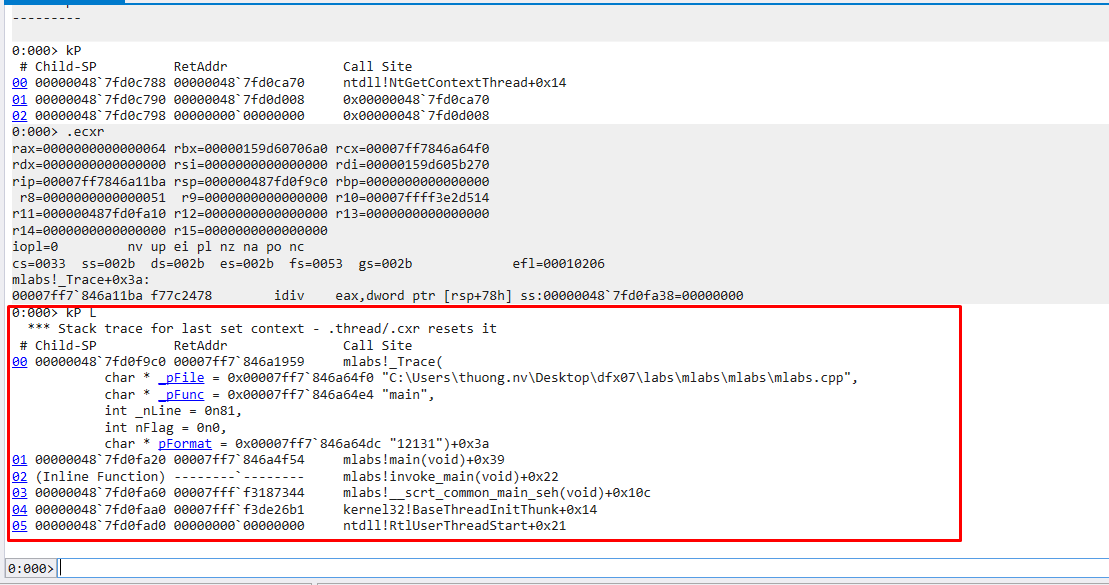 ---------
0:000> kP
 # Child-SP          RetAddr               Call Site
00 00000048`7fd0c788 00000048`7fd0ca70     ntdll!NtGetContextThread+0x14
01 00000048`7fd0c790 00000048`7fd0d008     0x00000048`7fd0ca70
02 00000048`7fd0c798 00000000`00000000     0x00000048`7fd0d008
0:000> .ecxr
rax=0000000000000064 rbx=00000159d60706a0 rcx=00007ff7846a64f0
rdx=0000000000000000 rsi=0000000000000000 rdi=00000159d605b270
rip=00007ff7846a11ba rsp=000000487fd0f9c0 rbp=0000000000000000
 r8=0000000000000051  r9=0000000000000000 r10=00007ffff3e2d514
r11=000000487fd0fa10 r12=0000000000000000 r13=0000000000000000
r14=0000000000000000 r15=0000000000000000
iopl=0         nv up ei pl nz na po nc
cs=0033  ss=002b  ds=002b  es=002b  fs=0053  gs=002b             efl=00010206
mlabs!_Trace+0x3a:
00007ff7`846a11ba f77c2478        idiv    eax,dword ptr [rsp+78h] ss:00000048`7fd0fa38=00000000
0:000> kP L
  *** Stack trace for last set context - .thread/.cxr resets it
 # Child-SP          RetAddr               Call Site
00 00000048`7fd0f9c0 00007ff7`846a1959     mlabs!_Trace(
            char * _pFile = 0x00007ff7`846a64f0 "C:\Users\thuong.nv\Desktop\dfx07\labs\mlabs\mlabs\mlabs.cpp",
            char * _pFunc = 0x00007ff7`846a64e4 "main",
            int _nLine = 0n81,
            int nFlag = 0n0,
            char * pFormat = 0x00007ff7`846a64dc "12131")+0x3a
01 00000048`7fd0fa20 00007ff7`846a4f54     mlabs!main(void)+0x39
02 (Inline Function) --------`--------     mlabs!invoke_main(void)+0x22
03 00000048`7fd0fa60 00007fff`f3187344     mlabs!__scrt_common_main_seh(void)+0x10c
04 00000048`7fd0faa0 00007fff`f3de26b1     kernel32!BaseThreadInitThunk+0x14
05 00000048`7fd0fad0 00000000`00000000     ntdll!RtlUserThreadStart+0x21
0:000>